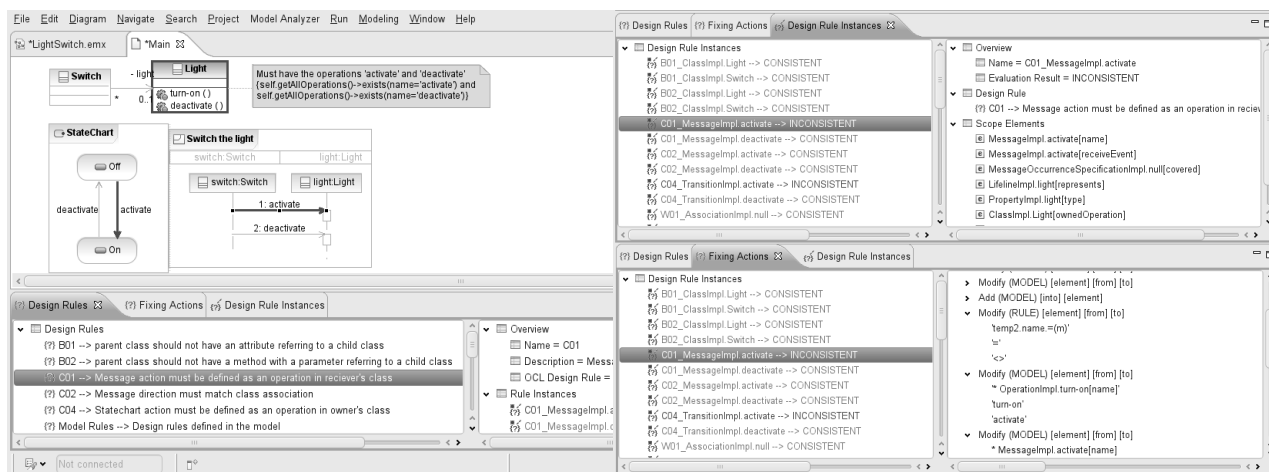 File Edit Diagram Navigate Search Project Model Analyzer Run Modeling Window Help
*LightSwitch.emx
*Main
Switch
- light
*
0..1
Light
turn-on ( )
deactivate ( )
Must have the operations 'activate' and 'deactivate'
{self.getAllOperations()->exists(name='activate') and
self.getAllOperations()->exists(name='deactivate')}
StateChart
Off
deactivate
activate
On
Switch the light
switch:Switch
light:Light
switch:Switch
light:Light
1: activate
2: deactivate
Design Rules
Fixing Actions
Design Rule Instances
Design Rules
B01 --> parent class should not have an attribute referring to a child class
B02 --> parent class should not have a method with a parameter referring to a child class
C01 --> Message action must be defined as an operation in reciever's class
C02 --> Message direction must match class association
C04 --> Statechart action must be defined as an operation in owner's class
Model Rules --> Design rules defined in the model
Overview
Name = C01
Description = Messa
OCL Design Rule =
Rule Instances
C01_MessageImpl.a
C01_MessageImpl.d
Not connected
Design Rules
Fixing Actions
Design Rule Instances
Design Rule Instances
B01_ClassImpl.Light --> CONSISTENT
B01_ClassImpl.Switch --> CONSISTENT
B02_ClassImpl.Light --> CONSISTENT
B02_ClassImpl.Switch --> CONSISTENT
C01_MessageImpl.activate --> INCONSISTENT
C01_MessageImpl.deactivate --> CONSISTENT
C02_MessageImpl.activate --> CONSISTENT
C02_MessageImpl.deactivate --> CONSISTENT
C04_TransitionImpl.activate --> INCONSISTENT
C04_TransitionImpl.deactivate --> CONSISTENT
W01_AssociationImpl.null --> CONSISTENT
Overview
Name = C01_MessageImpl.activate
Evaluation Result = INCONSISTENT
Design Rule
C01 --> Message action must be defined as an operation in reciev
Scope Elements
MessageImpl.activate[name]
MessageImpl.activate[receiveEvent]
MessageOccurrenceSpecificationImpl.null[covered]
LifelineImpl.light[represents]
PropertyImpl.light[type]
ClassImpl.Light[ownedOperation]
Design Rules
Fixing Actions
Design Rule Instances
Design Rule Instances
B01_ClassImpl.Light --> CONSISTENT
B01_ClassImpl.Switch --> CONSISTENT
B02_ClassImpl.Light --> CONSISTENT
B02_ClassImpl.Switch --> CONSISTENT
C01_MessageImpl.activate --> INCONSISTENT
C01_MessageImpl.deactivate --> CONSISTENT
C02_MessageImpl.activate --> CONSISTENT
C02_MessageImpl.deactivate --> CONSISTENT
C04_TransitionImpl.activate --> INCONSISTENT
C04_TransitionImpl.deactivate --> CONSISTENT
W01_AssociationImpl.null --> CONSISTENT
Modify (MODEL) [element] [from] [to]
Add (MODEL) [into] [element]
Modify (RULE) [element] [from] [to]
'temp2.name.=(m)'
'='
'<>'
Modify (MODEL) [element] [from] [to]
'* OperationImpl.turn-on[name]'
'turn-on'
'activate'
Modify (MODEL) [element] [from] [to]
* MessageImpl.activate[name]